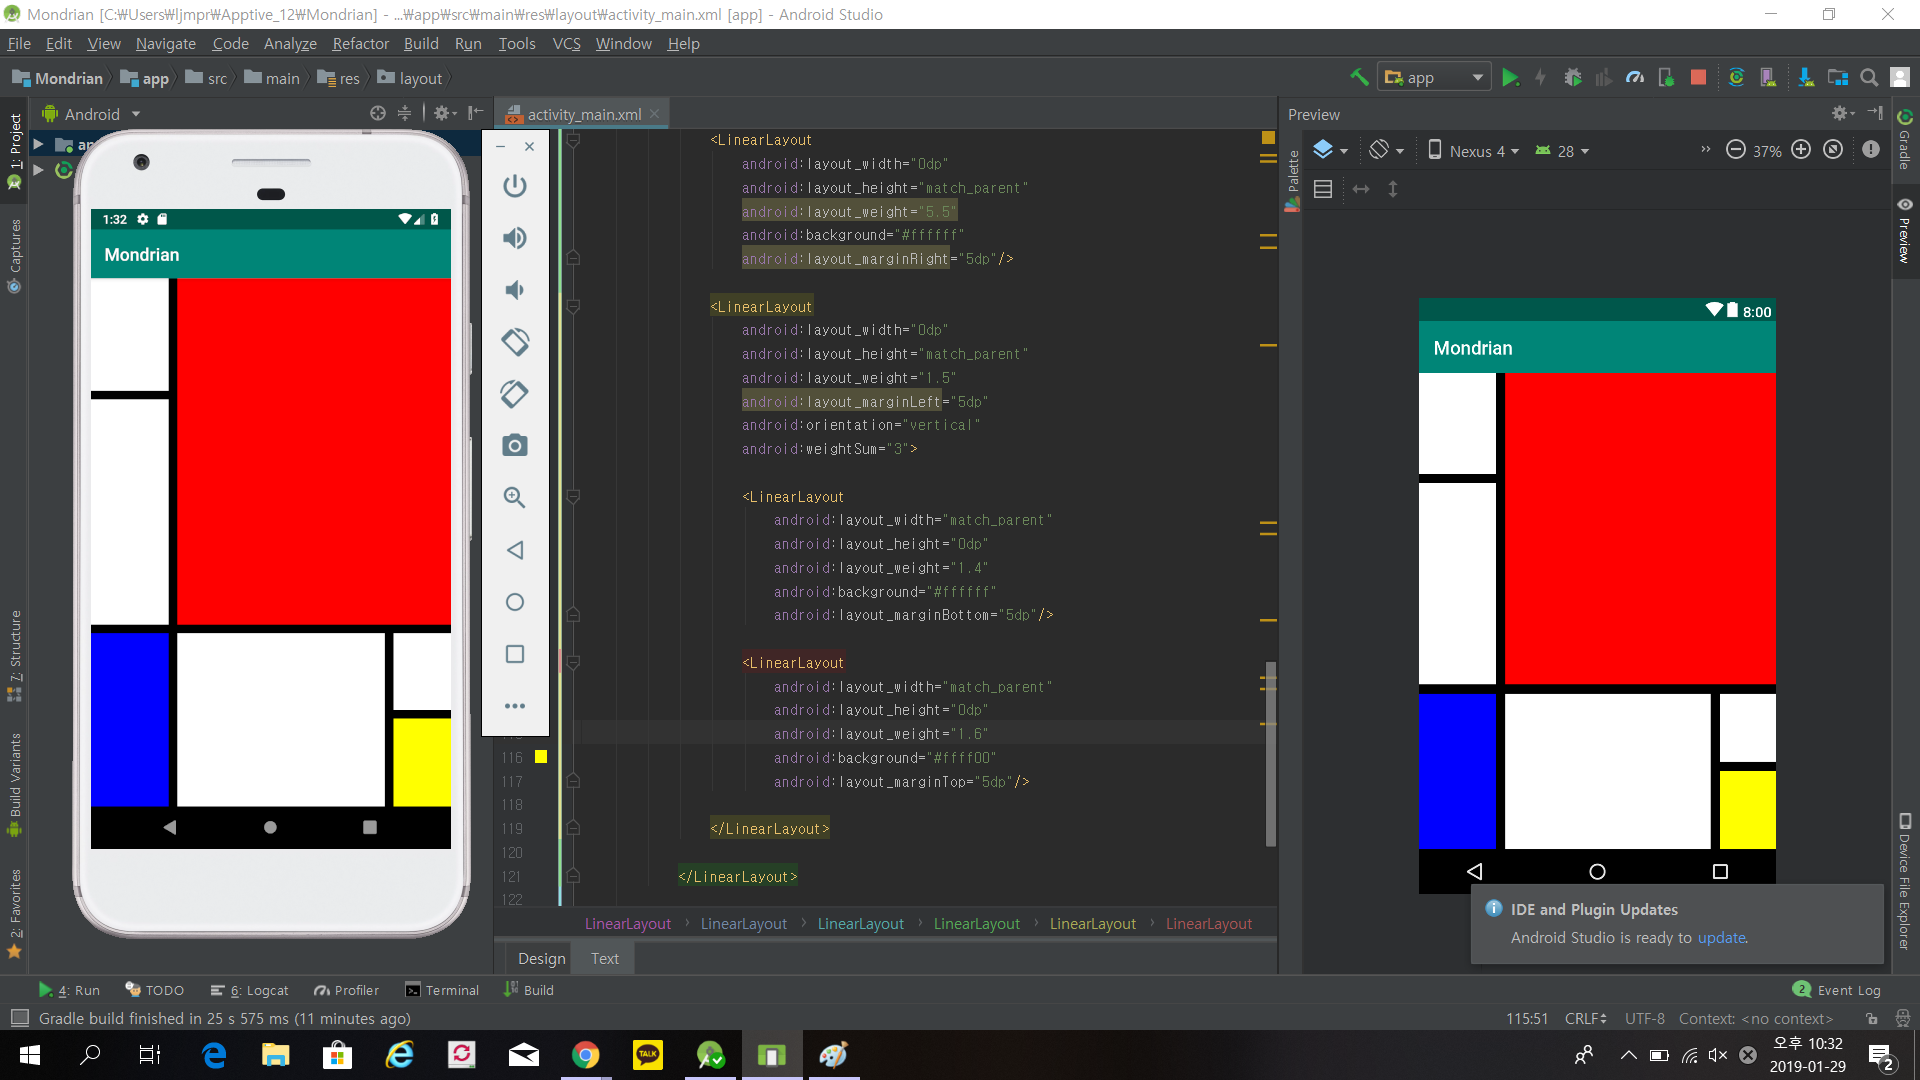 Mondrian [C:₩Users₩ljmpr₩Apptive_12₩Mondrian] - ...₩app₩src₩main₩res₩layout₩activity_main.xml [app] - Android Studio
File Edit View Navigate Code Analyze Refactor Build Run Tools VCS Window Help
Mondrian app src main res layout
app
Android
activity_main.xml
Preview
1: Project
Captures
7: Structure
Build Variants
2: Favorites
1:32
Mondrian
<LinearLayout
android:layout_width="0dp"
android:layout_height="match_parent"
android:layout_weight="5.5"
android:background="#ffffff"
android:layout_marginRight="5dp"/>
<LinearLayout
android:layout_width="0dp"
android:layout_height="match_parent"
android:layout_weight="1.5"
android:layout_marginLeft="5dp"
android:orientation="vertical"
android:weightSum="3">
<LinearLayout
android:layout_width="match_parent"
android:layout_height="0dp"
android:layout_weight="1.4"
android:background="#ffffff"
android:layout_marginBottom="5dp"/>
<LinearLayout
android:layout_width="match_parent"
android:layout_height="0dp"
android:layout_weight="1.6"
116 android:background="#ffff00"
117 android:layout_marginTop="5dp"/>
118
119 </LinearLayout>
120
121 </LinearLayout>
122
LinearLayout › LinearLayout › LinearLayout › LinearLayout › LinearLayout › LinearLayout
Design Text
Palette
Nexus 4 28 » 37%
8:00
Mondrian
Gradle
Preview
Device File Explorer
IDE and Plugin Updates
Android Studio is ready to update.
4: Run TODO 6: Logcat Profiler Terminal Build
2 Event Log
Gradle build finished in 25 s 575 ms (11 minutes ago)
115:51 CRLF UTF-8 Context: <no context>
TALK
오후 10:32
2019-01-29
2